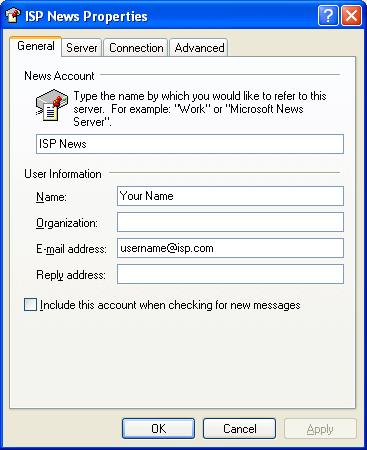 ISP News Properties
General Server Connection Advanced
News Account
Type the name by which you would like to refer to this
server. For example: "Work" or "Microsoft News
Server".
ISP News
User Information
Name: Your Name
Organization:
E-mail address: username@isp.com
Reply address:
Include this account when checking for new messages
OK Cancel Apply